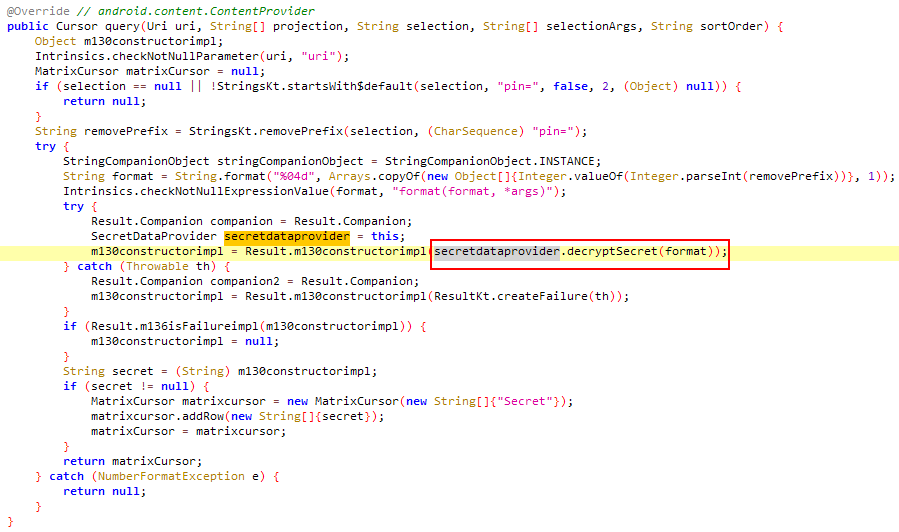 @Override // android.content.ContentProvider
public Cursor query(Uri uri, String[] projection, String selection, String[] selectionArgs, String sortOrder) {
    Object m130constructorimpl;
    Intrinsics.checkNotNullParameter(uri, "uri");
    MatrixCursor matrixCursor = null;
    if (selection == null || !StringsKt.startsWith$default(selection, "pin=", false, 2, (Object) null)) {
        return null;
    }
    String removePrefix = StringsKt.removePrefix(selection, (CharSequence) "pin=");
    try {
        StringCompanionObject stringCompanionObject = StringCompanionObject.INSTANCE;
        String format = String.format("%04d", Arrays.copyOf(new Object[]{Integer.valueOf(Integer.parseInt(removePrefix))}, 1));
        Intrinsics.checkNotNullExpressionValue(format, "format(format, *args)");
        try {
            Result.Companion companion = Result.Companion;
            SecretDataProvider secretdataprovider = this;
            m130constructorimpl = Result.m130constructorimpl(secretdataprovider.decryptSecret(format));
        } catch (Throwable th) {
            Result.Companion companion2 = Result.Companion;
            m130constructorimpl = Result.m130constructorimpl(ResultKt.createFailure(th));
        }
        if (Result.m136isFailureimpl(m130constructorimpl)) {
            m130constructorimpl = null;
        }
        String secret = (String) m130constructorimpl;
        if (secret != null) {
            MatrixCursor matrixcursor = new MatrixCursor(new String[]{"Secret"});
            matrixcursor.addRow(new String[]{secret});
            matrixCursor = matrixcursor;
        }
        return matrixCursor;
    } catch (NumberFormatException e) {
        return null;
    }
}